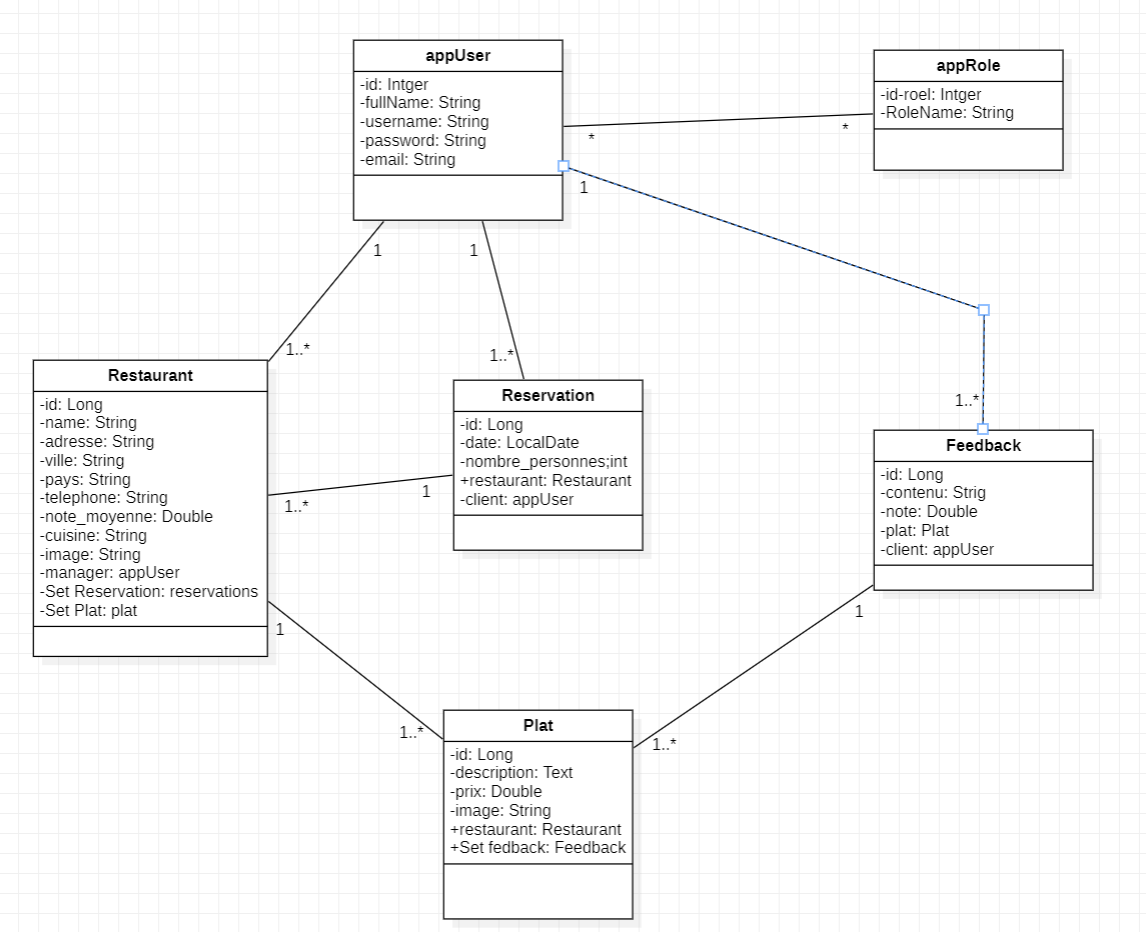 appUser
-id: Intger
-fullName: String
-username: String
-password: String
-email: String
appRole
-id-roel: Intger
-RoleName: String
*
*
1
1
1
1..*
1..*
1..*
Restaurant
-id: Long
-name: String
-adresse: String
-ville: String
-pays: String
-telephone: String
-note_moyenne: Double
-cuisine: String
-image: String
-manager: appUser
-Set Reservation: reservations
-Set Plat: plat
Reservation
-id: Long
-date: LocalDate
-nombre_personnes;int
+restaurant: Restaurant
-client: appUser
1..*
1
Feedback
-id: Long
-contenu: Strig
-note: Double
-plat: Plat
-client: appUser
1
1
1..*
1..*
Plat
-id: Long
-description: Text
-prix: Double
-image: String
+restaurant: Restaurant
+Set fedback: Feedback